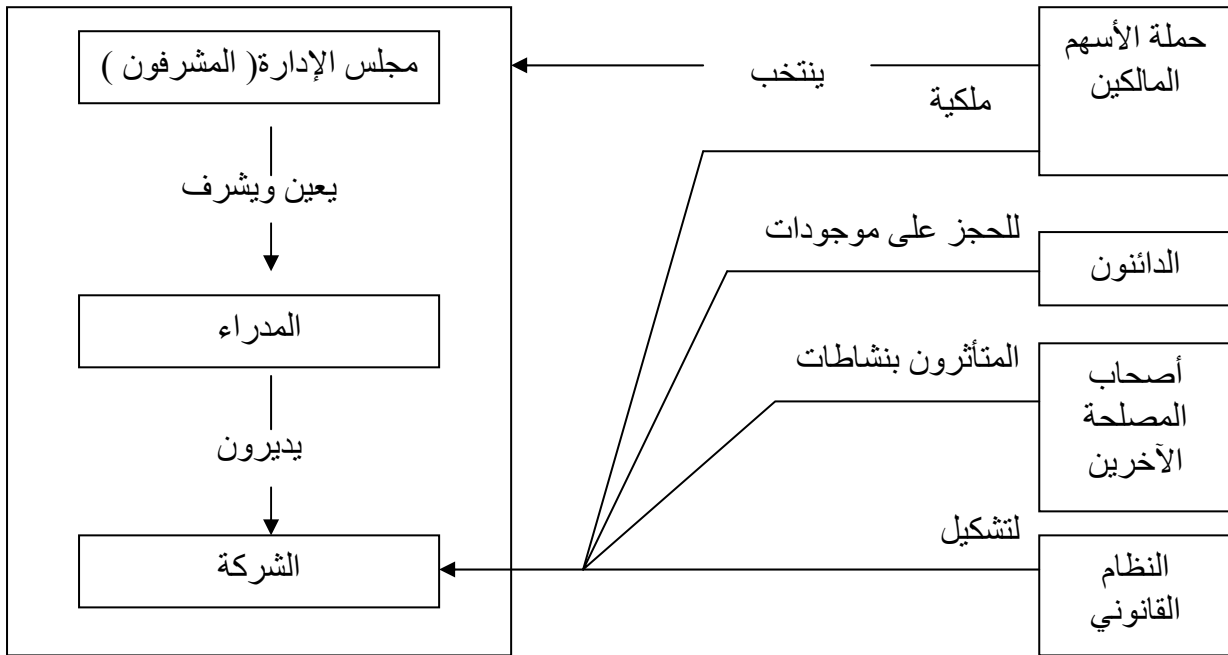 حملة الأسهم
المالكين
ينتخب
ملكية
مجلس الإدارة( المشرفون )
يعين ويشرف
المدراء
يديرون
الشركة
للحجز على موجودات
الدائنون
المتأثرون بنشاطات
أصحاب
المصلحة
الآخرين
لتشكيل
النظام
القانوني